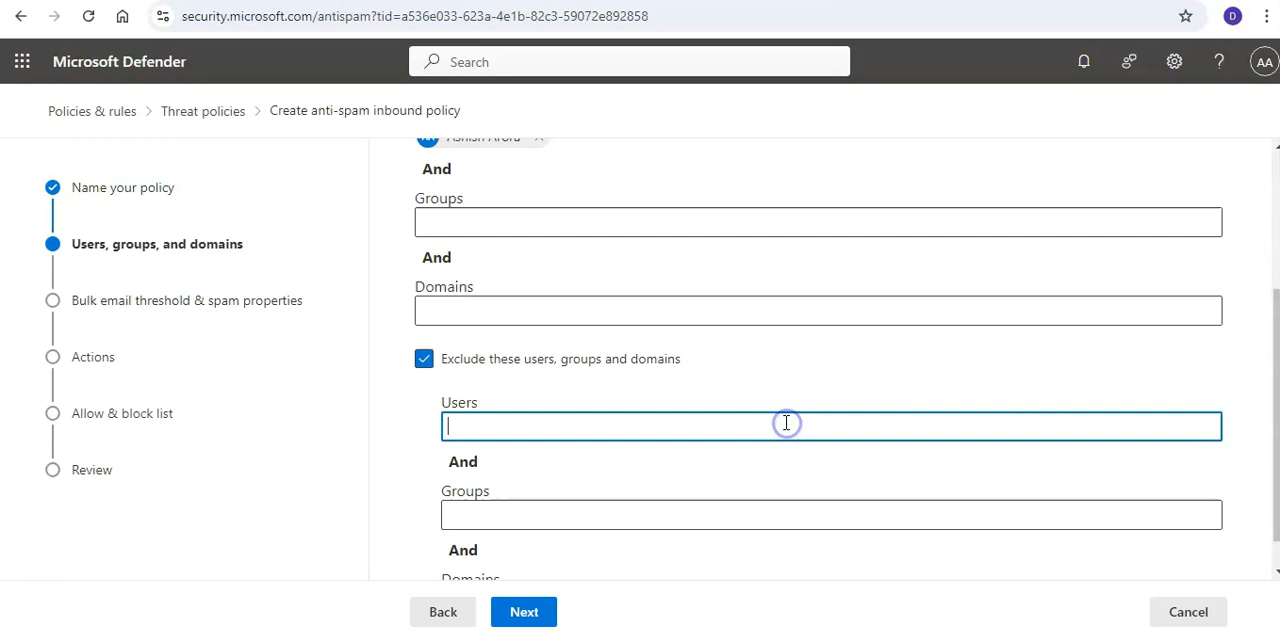 security.microsoft.com/antispam?tid=a536e033-623a-4e1b-82c3-59072e892858
D
Microsoft Defender
Search
AA
Policies & rules > Threat policies > Create anti-spam inbound policy
Ashish Arora
And
Name your policy
Groups
Users, groups, and domains
And
Domains
Bulk email threshold & spam properties
Actions
Exclude these users, groups and domains
Users
Allow & block list
And
Review
Groups
And
Domains
Back
Next
Cancel